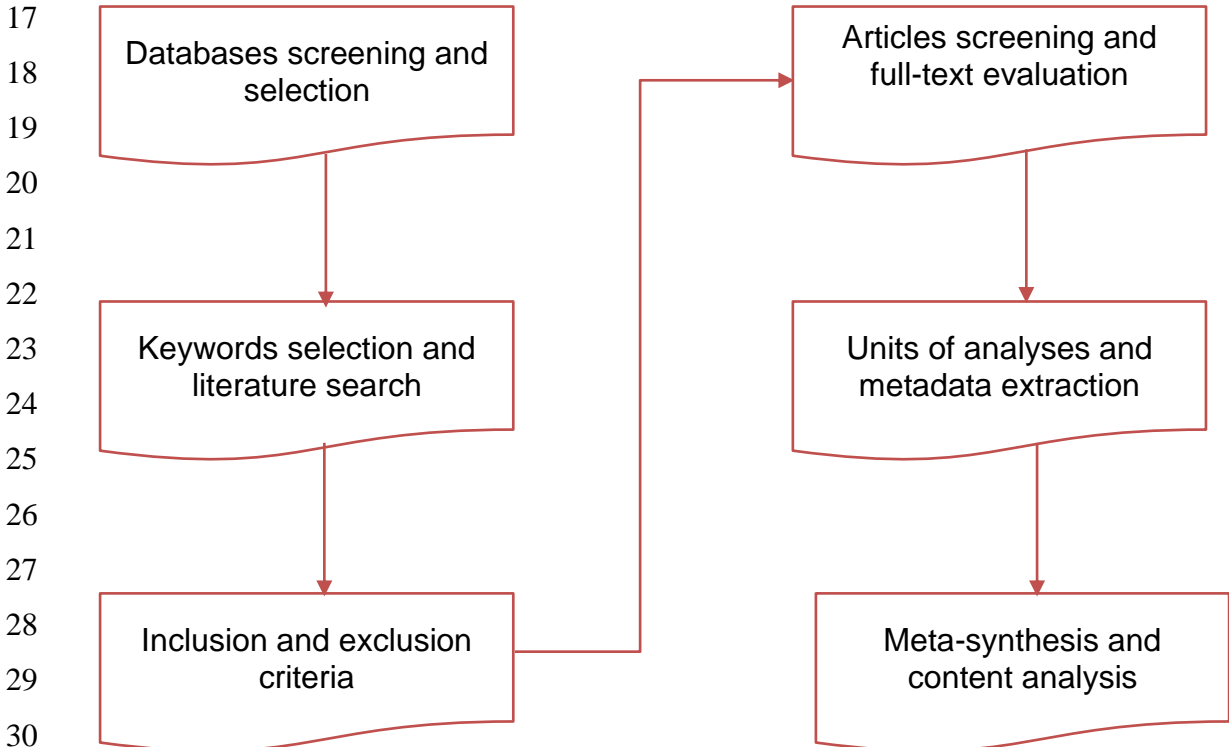 17
18
19
20
21
22
23
24
25
26
27
28
29
30
Databases screening and
selection
Keywords selection and
literature search
Inclusion and exclusion
criteria
Articles screening and
full-text evaluation
Units of analyses and
metadata extraction
Meta-synthesis and
content analysis